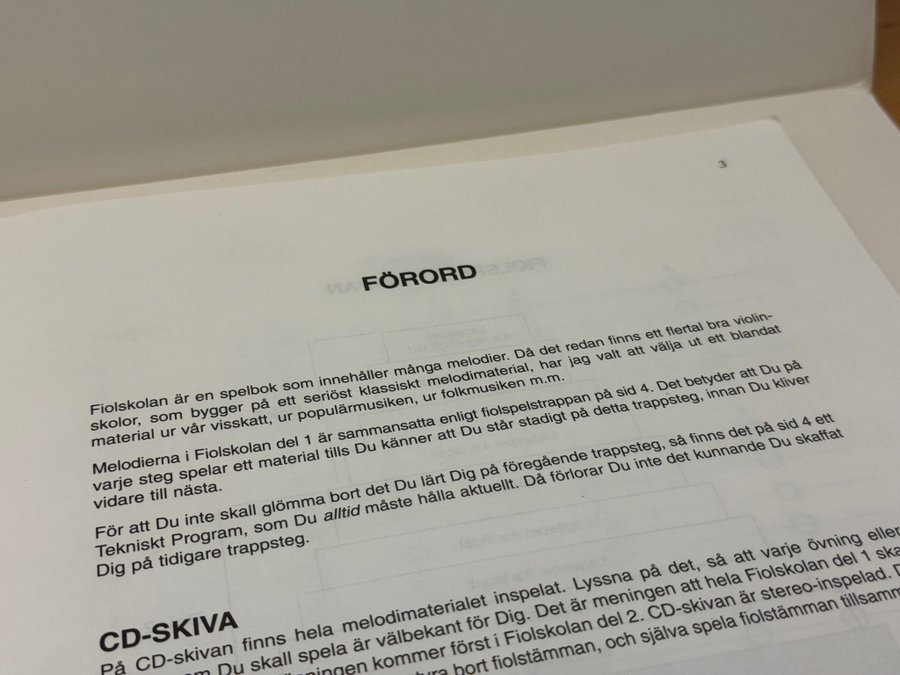 3
FÖRORD
Fiolskolan är en spelbok som innehåller många melodier. Då det redan finns ett flertal bra violin-
skolor, som bygger på ett seriöst klassiskt melodimaterial, har jag valt att välja ut ett blandat
material ur vår visskatt, ur populärmusiken, ur folkmusiken m.m.
Melodierna i Fiolskolan del 1 är sammansatta enligt fiolspelstrappan på sid 4. Det betyder att Du på
varje steg spelar ett material tills Du känner att Du står stadigt på detta trappsteg, innan Du kliver
vidare till nästa.
För att Du inte skall glömma bort det Du lärt Dig på föregående trappsteg, så finns det på sid 4 ett
Tekniskt Program, som Du alltid måste hålla aktuellt. Då förlorar Du inte det kunnande Du skaffat
Dig på tidigare trappsteg.
CD-SKIVA
På CD-skivan finns hela melodimaterialet inspelat. Lyssna på det, så att varje övning eller
Du skall spela är välbekant för Dig. Det är meningen att hela Fiolskolan del 1 ska
kommer först i Fiolskolan del 2. CD-skivan är stereo-inspelad.
bort fiolstämman, och själva spela fiolstämman